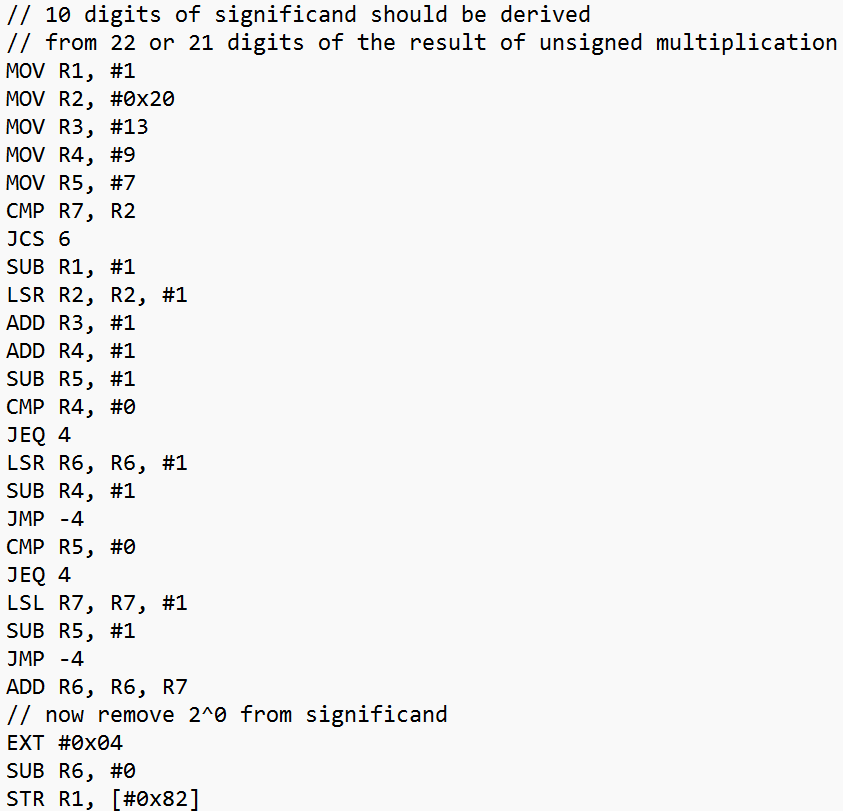 // 10 digits of significand should be derived
// from 22 or 21 digits of the result of unsigned multiplication
MOV R1, #1
MOV R2, #0x20
MOV R3, #13
MOV R4, #9
MOV R5, #7
CMP R7, R2
JCS 6
SUB R1, #1
LSR R2, R2, #1
ADD R3, #1
ADD R4, #1
SUB R5, #1
CMP R4, #0
JEQ 4
LSR R6, R6, #1
SUB R4, #1
JMP -4
CMP R5, #0
JEQ 4
LSL R7, R7, #1
SUB R5, #1
JMP -4
ADD R6, R6, R7
// now remove 2^0 from significand
EXT #0x04
SUB R6, #0
STR R1, [#0x82]